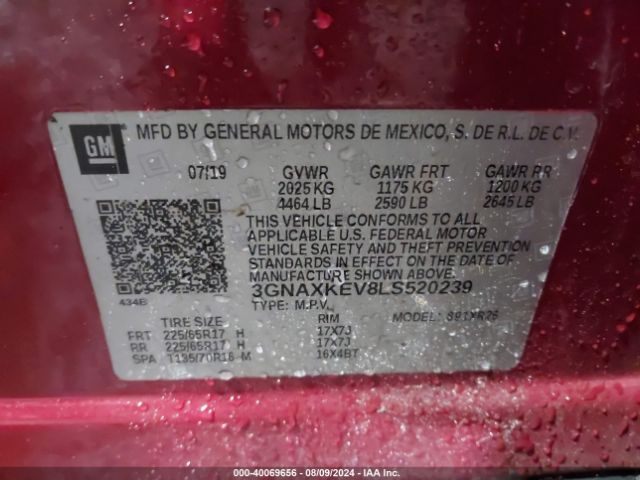 GM MFD BY GENERAL MOTORS DE MEXICO, S. DE R.L. DE C.V.
07/19 GVWR GAWR FRT GAWR RR
2025 KG 1175 KG 1200 KG
4464 LB 2590 LB 2645 LB
THIS VEHICLE CONFORMS TO ALL
APPLICABLE U.S. FEDERAL MOTOR
VEHICLE SAFETY AND THEFT PREVENTION
STANDARDS IN EFFECT ON THE DATE OF
MANUFACTURE SHOWN ABOVE.
3GNAXKEV8LS520239
434B TYPE: M.P.V. MODEL: S91XR26
TIRE SIZE RIM
FRT 225/65R17 H 17X7J
RR 225/65R17 H 17X7J
SPA T135/70R16 M 16X4BT
000-40069656 - 08/09/2024 - IAA Inc.